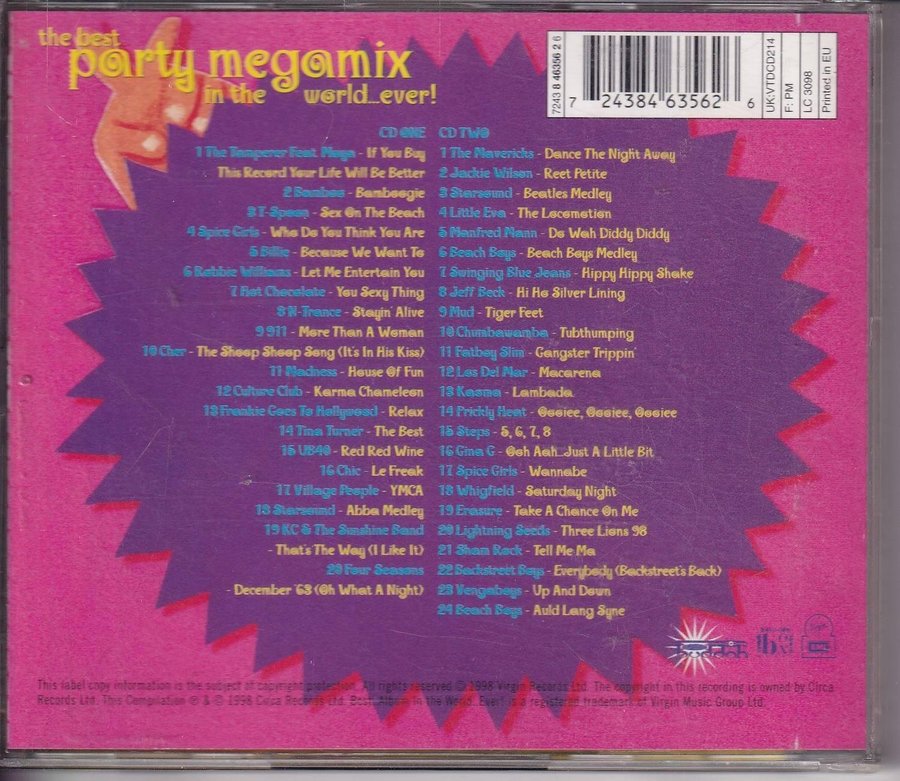 the best
party megamix
in the world...ever!
7243 8 46356 2 6
7 24384 63562 6
UK:VTDCD214
F: PM
LC 3098
Printed in EU
CD ONE
1 The Tamperer Feat. Maya - If You Buy
This Record Your Life Will Be Better
2 Bamboo - Bamboogie
3 T-Spoon - Sex On The Beach
4 Spice Girls - Who Do You Think You Are
5 Billie - Because We Want To
6 Robbie Williams - Let Me Entertain You
7 Hot Chocolate - You Sexy Thing
8 N-Trance - Stayin' Alive
9 911 - More Than A Woman
10 Cher - The Shoop Shoop Song (It's In His Kiss)
11 Madness - House Of Fun
12 Culture Club - Karma Chameleon
13 Frankie Goes To Hollywood - Relax
14 Tina Turner - The Best
15 UB40 - Red Red Wine
16 Chic - Le Freak
17 Village People - YMCA
18 Starsound - Abba Medley
19 KC & The Sunshine Band
- That's The Way (I Like It)
20 Four Seasons
- December '63 (Oh What A Night)
CD TWO
1 The Mavericks - Dance The Night Away
2 Jackie Wilson - Reet Petite
3 Starsound - Beatles Medley
4 Little Eva - The Locomotion
5 Manfred Mann - Do Wah Diddy Diddy
6 Beach Boys - Beach Boys Medley
7 Swinging Blue Jeans - Hippy Hippy Shake
8 Jeff Beck - Hi Ho Silver Lining
9 Mud - Tiger Feet
10 Chumbawamba - Tubthumping
11 Fatboy Slim - Gangster Trippin'
12 Los Del Mar - Macarena
13 Kaoma - Lambada
14 Prickly Heat - Oooiee, Oooiee, Oooiee
15 Steps - 5, 6, 7, 8
16 Gina G - Ooh Aah...Just A Little Bit
17 Spice Girls - Wannabe
18 Whigfield - Saturday Night
19 Erasure - Take A Chance On Me
20 Lightning Seeds - Three Lions 98
21 Sham Rock - Tell Me Ma
22 Backstreet Boys - Everybody (Backstreet's Back)
23 Vengaboys - Up And Down
24 Beach Boys - Auld Lang Syne
This label copy information is the subject of copyright protection. All rights reserved © 1998 Virgin Records Ltd. The copyright in this recording is owned by Circa
Records Ltd. This Compilation ℗ & © 1998 Circa Records Ltd. Best...Album In The World...Ever! is a registered trademark of Virgin Music Group Ltd.